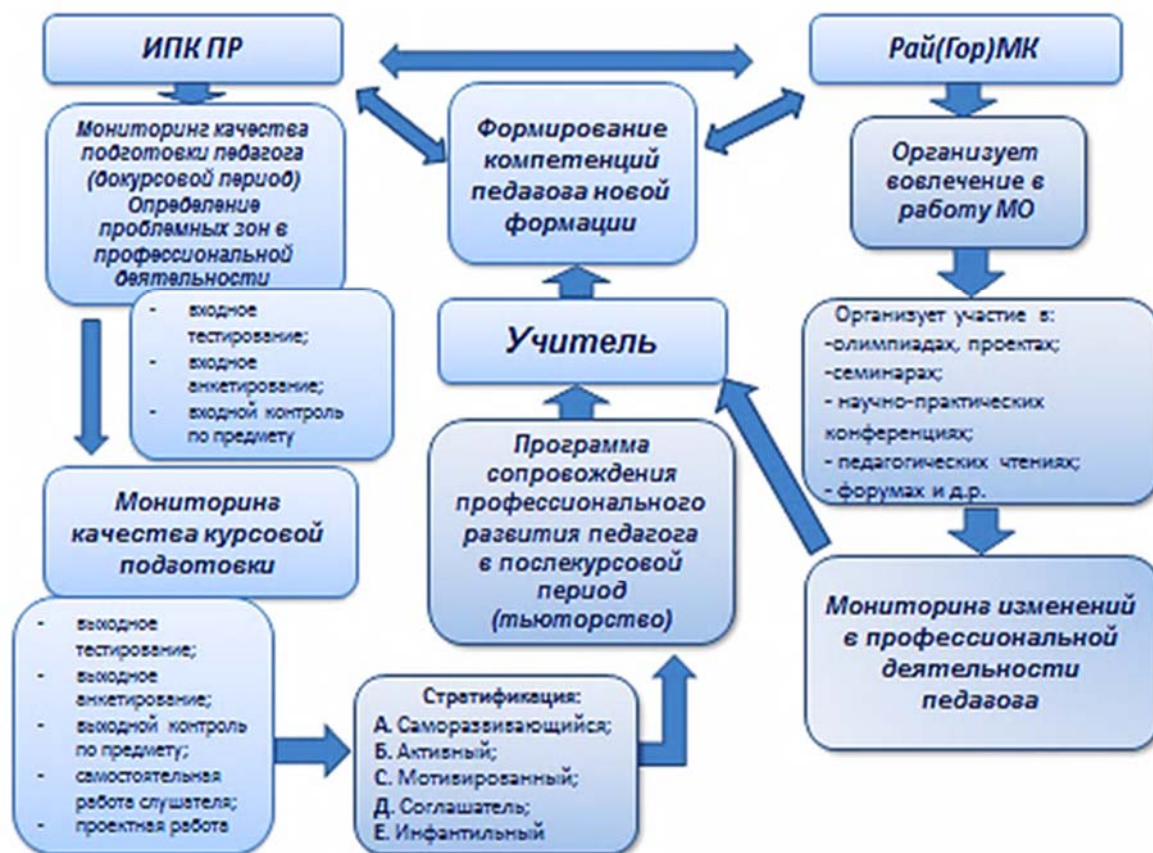 ИПК ПР
Рай(Гор)МК
Мониторинг качества
подготовки педагога
(докурсовой период)
Определение
проблемных зон в
профессиональной
деятельности
- входное
тестирование;
- входное
анкетирование;
- входной контроль
по предмету
Мониторинг
качества курсовой
подготовки
- выходное
тестирование;
- выходное
анкетирование;
- выходной контроль
по предмету;
- самостоятельная
работа слушателя;
- проектная работа
Формирование
компетенций
педагога новой
формации
Учитель
Программа
сопровождения
профессионального
развития педагога
в послекурсовой
период
(тьюторство)
Стратификация:
А. Саморазвивающийся;
Б. Активный;
С. Мотивированный;
Д. Соглашатель;
Е. Инфантильный
Организует
вовлечение в
работу МО
Организует участие в:
-олимпиадах, проектах;
-семинарах;
- научно-практических
конференциях;
- педагогических чтениях;
- форумах и д.р.
Мониторинг изменений
в профессиональной
деятельности
педагога